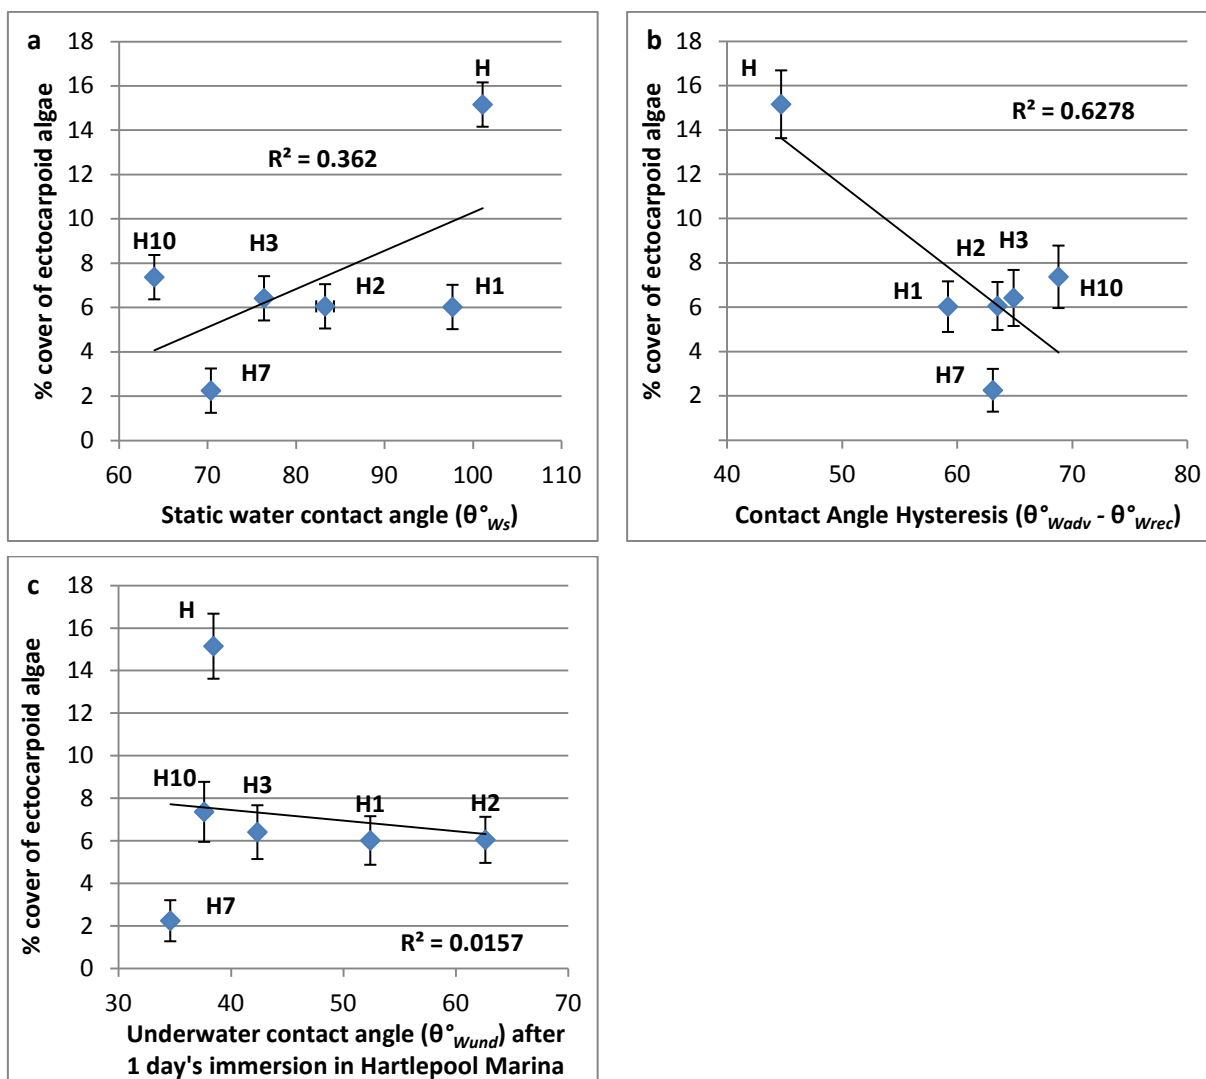 a
18
16
14
12
10
8
6
4
2
0
% cover of ectocarpoid algae
H
R² = 0.362
H10
H3
H2
H1
H7
60 70 80 90 100 110
Static water contact angle (θ°Ws)
b
18
16
14
12
10
8
6
4
2
% cover of ectocarpoid algae
H
R² = 0.6278
H2
H3
H1
H10
H7
40 50 60 70 80
Contact Angle Hysteresis (θ°Wadv - θ°Wrec)
c
18
16
14
12
10
8
6
4
2
0
% cover of ectocarpoid algae
H
H10
H3
H1
H2
H7
R² = 0.0157
30 40 50 60 70
Underwater contact angle (θ°Wund) after
1 day's immersion in Hartlepool Marina